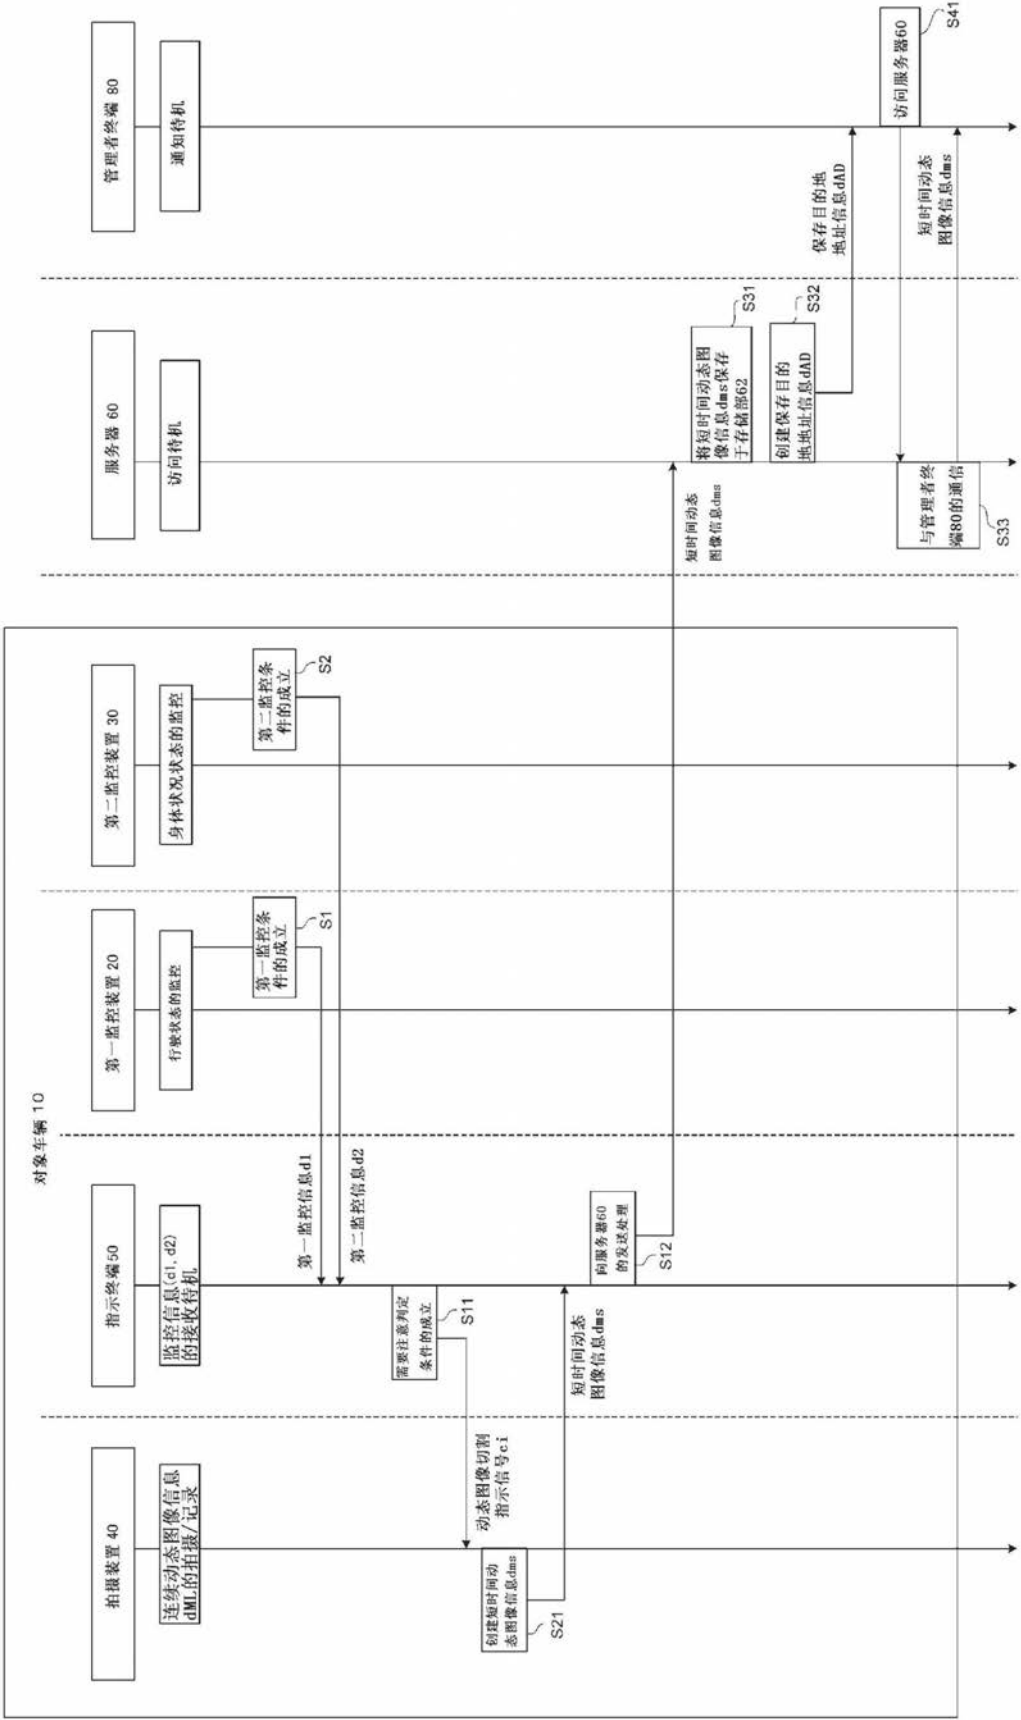 对象车辆 10
拍摄装置 40
指示终端50
第一监控装置 20
第二监控装置 30
服务器 60
管理者终端 80
连续动态图像信息
dML的拍摄/记录
监控信息(d1,d2)
的接收待机
行驶状态的监控
身体状况状态的监控
访问待机
通知待机
第一监控条
件的成立
S1
第二监控条
件的成立
S2
第一监控信息d1
第二监控信息d2
需要注意判定
条件的成立
S11
动态图像切割
指示信号ci
创建短时间动
态图像信息dms
S21
短时间动态
图像信息dms
向服务器60
的发送处理
S12
短时间动态
图像信息dms
将短时间动态图
像信息dms保存
于存储部62
S31
创建保存目的
地地址信息dAD
S32
保存目的地
地址信息dAD
访问服务器60
S41
与管理者终
端80的通信
S33
短时间动态
图像信息dms